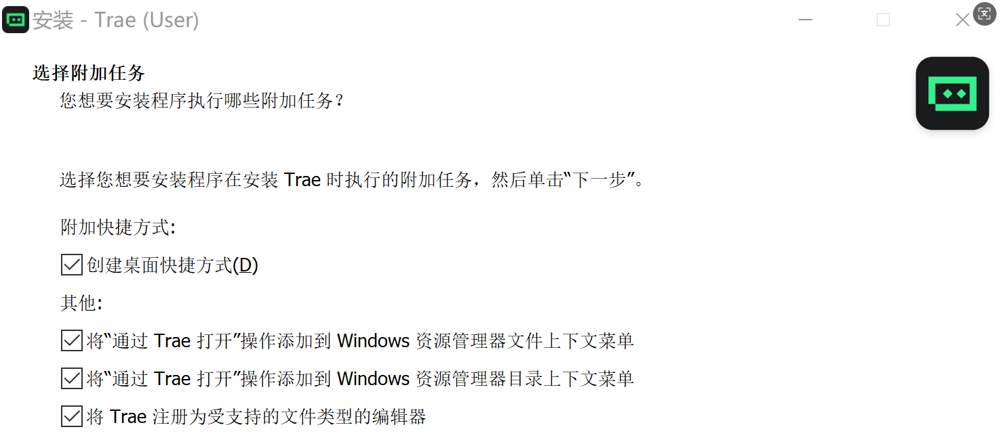 安装 - Trae (User)
选择附加任务
您想要安装程序执行哪些附加任务？
选择您想要安装程序在安装 Trae 时执行的附加任务，然后单击“下一步”。
附加快捷方式:
创建桌面快捷方式(D)
其他:
将“通过 Trae 打开”操作添加到 Windows 资源管理器文件上下文菜单
将“通过 Trae 打开”操作添加到 Windows 资源管理器目录上下文菜单
将 Trae 注册为受支持的文件类型的编辑器